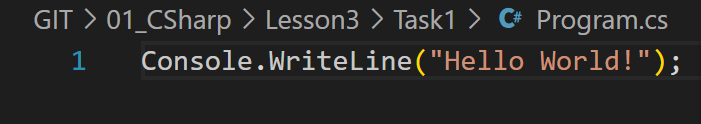 GIT > 01_CSharp > Lesson3 > Task1 > C# Program.cs
1 Console.WriteLine("Hello World!");